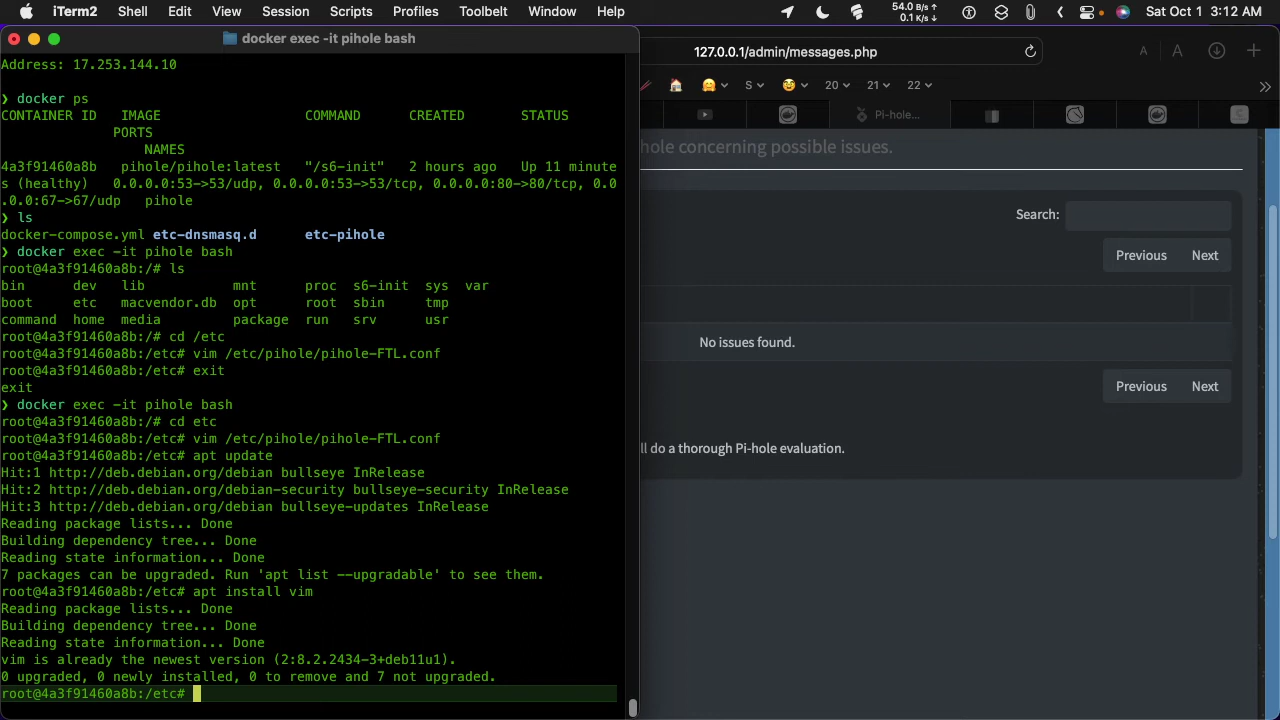 iTerm2 Shell Edit View Session Scripts Profiles Toolbelt Window Help 54.0 B/s↑ 0.1 K/s↓ Sat Oct 1 3:12 AM
docker exec -it pihole bash
Address: 17.253.144.10
❯ docker ps
CONTAINER ID IMAGE COMMAND CREATED STATUS
PORTS
NAMES
4a3f91460a8b pihole/pihole:latest "/s6-init" 2 hours ago Up 11 minute
s (healthy) 0.0.0.0:53->53/udp, 0.0.0.0:53->53/tcp, 0.0.0.0:80->80/tcp, 0.0
.0.0:67->67/udp pihole
❯ ls
docker-compose.yml etc-dnsmasq.d etc-pihole
❯ docker exec -it pihole bash
root@4a3f91460a8b:/# ls
bin dev lib mnt proc s6-init sys var
boot etc macvendor.db opt root sbin tmp
command home media package run srv usr
root@4a3f91460a8b:/# cd /etc
root@4a3f91460a8b:/etc# vim /etc/pihole/pihole-FTL.conf
root@4a3f91460a8b:/etc# exit
exit
❯ docker exec -it pihole bash
root@4a3f91460a8b:/# cd etc
root@4a3f91460a8b:/etc# vim /etc/pihole/pihole-FTL.conf
root@4a3f91460a8b:/etc# apt update
Hit:1 http://deb.debian.org/debian bullseye InRelease
Hit:2 http://deb.debian.org/debian-security bullseye-security InRelease
Hit:3 http://deb.debian.org/debian bullseye-updates InRelease
Reading package lists... Done
Building dependency tree... Done
Reading state information... Done
7 packages can be upgraded. Run 'apt list --upgradable' to see them.
root@4a3f91460a8b:/etc# apt install vim
Reading package lists... Done
Building dependency tree... Done
Reading state information... Done
vim is already the newest version (2:8.2.2434-3+deb11u1).
0 upgraded, 0 newly installed, 0 to remove and 7 not upgraded.
root@4a3f91460a8b:/etc#
127.0.0.1/admin/messages.php A A
S 20 21 22
Pi-hole...
hole concerning possible issues.
Search:
Previous Next
No issues found.
Previous Next
ll do a thorough Pi-hole evaluation.